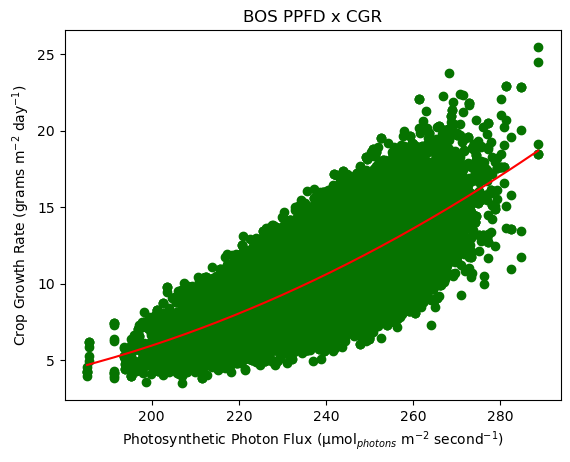 BOS PPFD x CGR
25
20
15
10
5
Crop Growth Rate (grams m⁻² day⁻¹)
200 220 240 260 280
Photosynthetic Photon Flux (μmolₚₕₒₜₒₙₛ m⁻² second⁻¹)